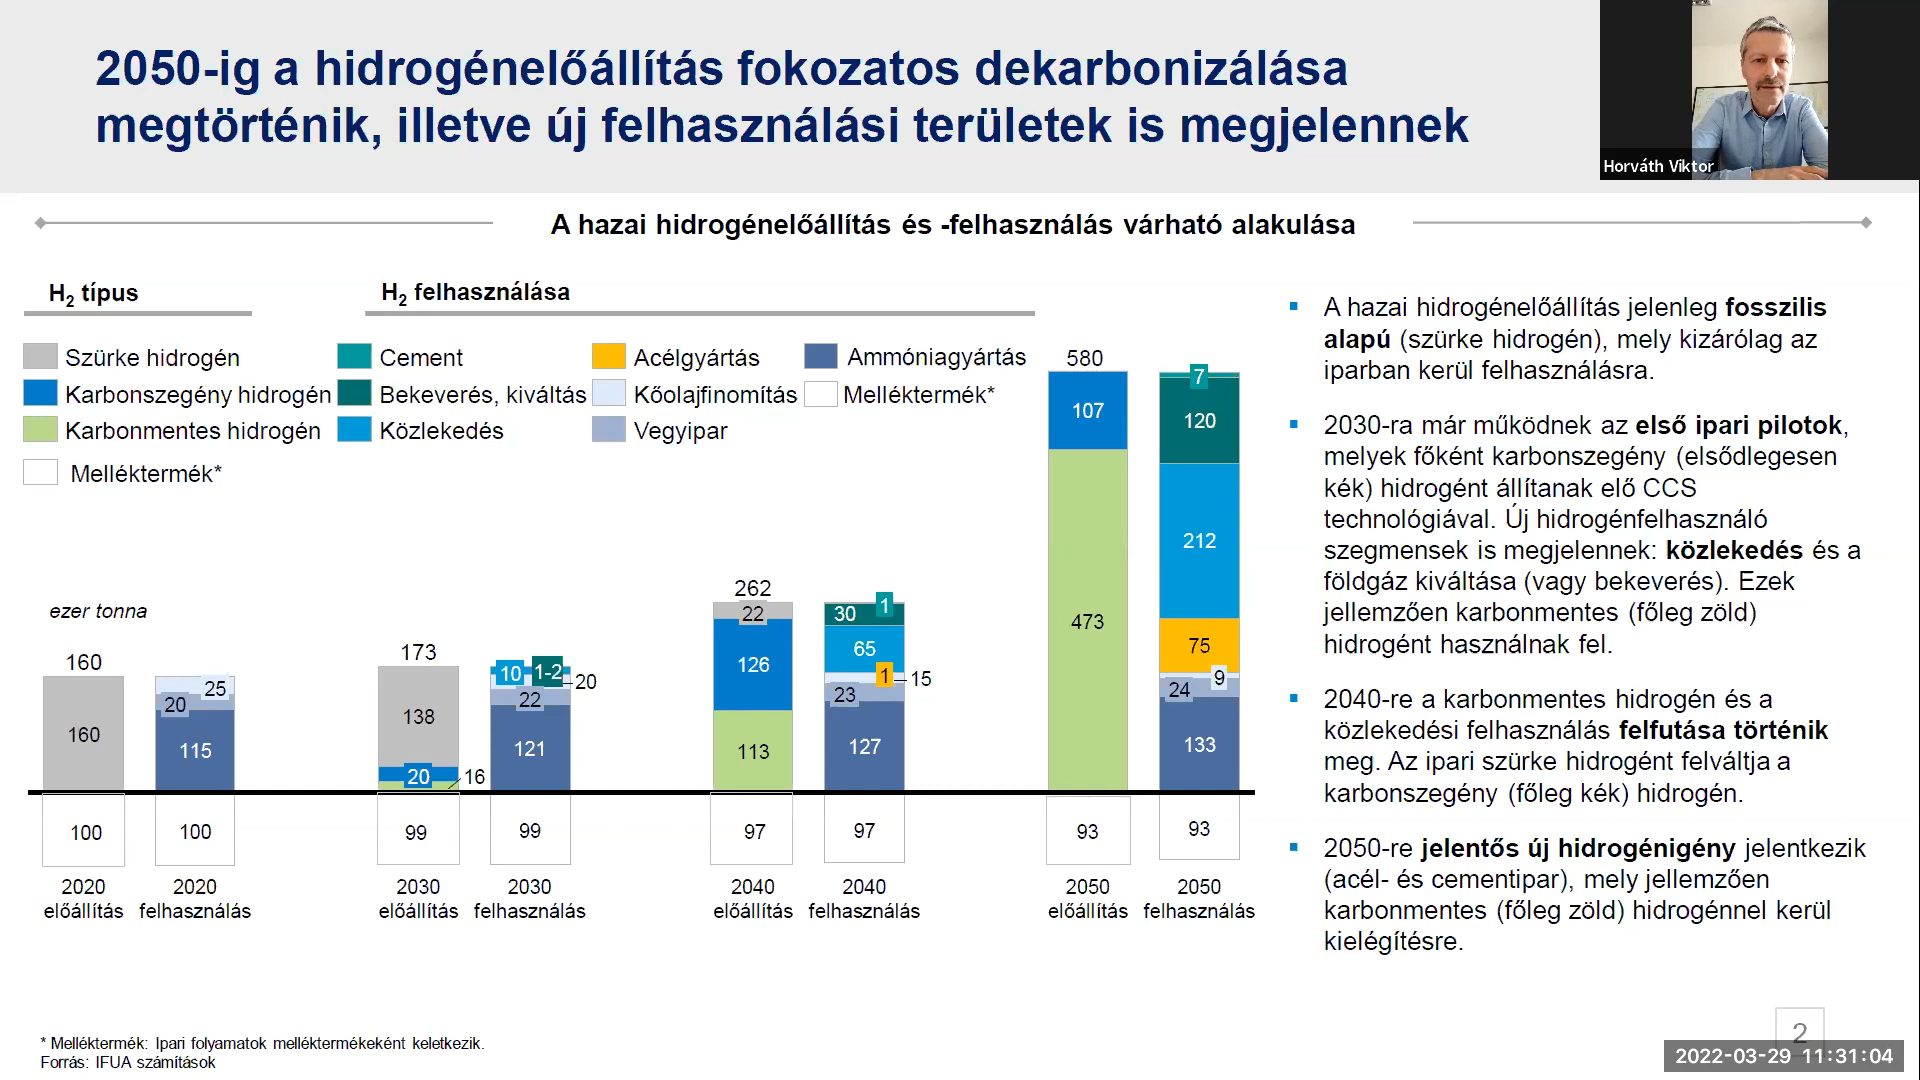 2050-ig a hidrogénelőállítás fokozatos dekarbonizálása
megtörténik, illetve új felhasználási területek is megjelennek
Horváth Viktor
A hazai hidrogénelőállítás és -felhasználás várható alakulása
H2 típus
Szürke hidrogén
Karbonszegény hidrogén
Karbonmentes hidrogén
Melléktermék*
H2 felhasználása
Cement
Bekeverés, kiváltás
Közlekedés
Acélgyártás
Kőolajfinomítás
Vegyipar
Ammóniagyártás
Melléktermék*
ezer tonna
160
160
100
2020
előállítás
25
20
115
100
2020
felhasználás
173
138
20
16
99
2030
előállítás
10
1-2
20
22
121
99
2030
felhasználás
262
22
126
113
97
2040
előállítás
1
30
65
1
15
23
127
97
2040
felhasználás
580
107
473
93
2050
előállítás
7
120
212
75
9
24
133
93
2050
felhasználás
▪ A hazai hidrogénelőállítás jelenleg fosszilis
alapú (szürke hidrogén), mely kizárólag az
iparban kerül felhasználásra.
▪ 2030-ra már működnek az első ipari pilotok,
melyek főként karbonszegény (elsődlegesen
kék) hidrogént állítanak elő CCS
technológiával. Új hidrogénfelhasználó
szegmensek is megjelennek: közlekedés és a
földgáz kiváltása (vagy bekeverés). Ezek
jellemzően karbonmentes (főleg zöld)
hidrogént használnak fel.
▪ 2040-re a karbonmentes hidrogén és a
közlekedési felhasználás felfutása történik
meg. Az ipari szürke hidrogént felváltja a
karbonszegény (főleg kék) hidrogén.
▪ 2050-re jelentős új hidrogénigény jelentkezik
(acél- és cementipar), mely jellemzően
karbonmentes (főleg zöld) hidrogénnel kerül
kielégítésre.
* Melléktermék: Ipari folyamatok melléktermékeként keletkezik.
Forrás: IFUA számítások
2
2022-03-29 11:31:04